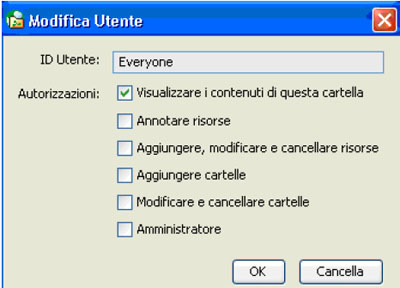 Modifica Utente
ID Utente: Everyone
Autorizzazioni: Visualizzare i contenuti di questa cartella
Annotare risorse
Aggiungere, modificare e cancellare risorse
Aggiungere cartelle
Modificare e cancellare cartelle
Amministratore
OK Cancella